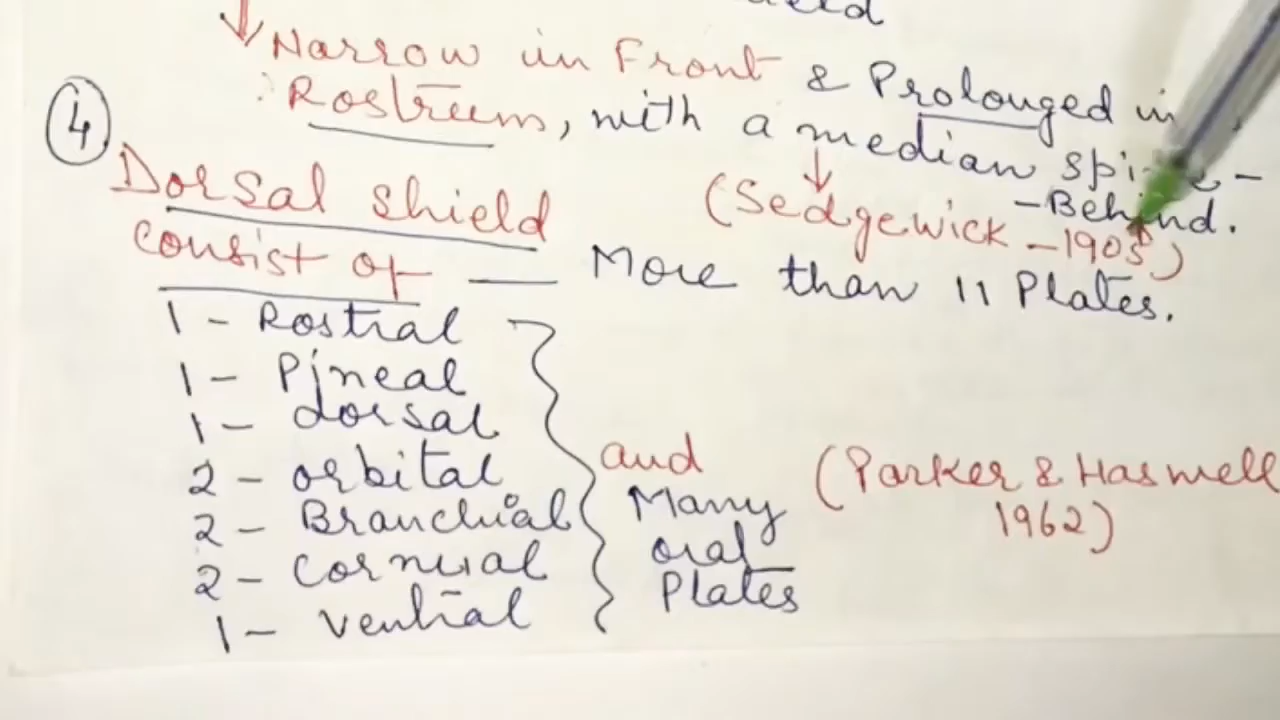 Narrow in Front & Prolonged in
Rostrum, with a median
-Behind.
(Sedgewick -1905)
4
Dorsal shield
consist of — More than 11 Plates.
1 - Rostral
1 - Pineal
1 - dorsal
2 - orbital
2 - Branchial
2 - Cornual
1 - ventral
and
Many
oral
Plates
(Parker & Haswell
1962)